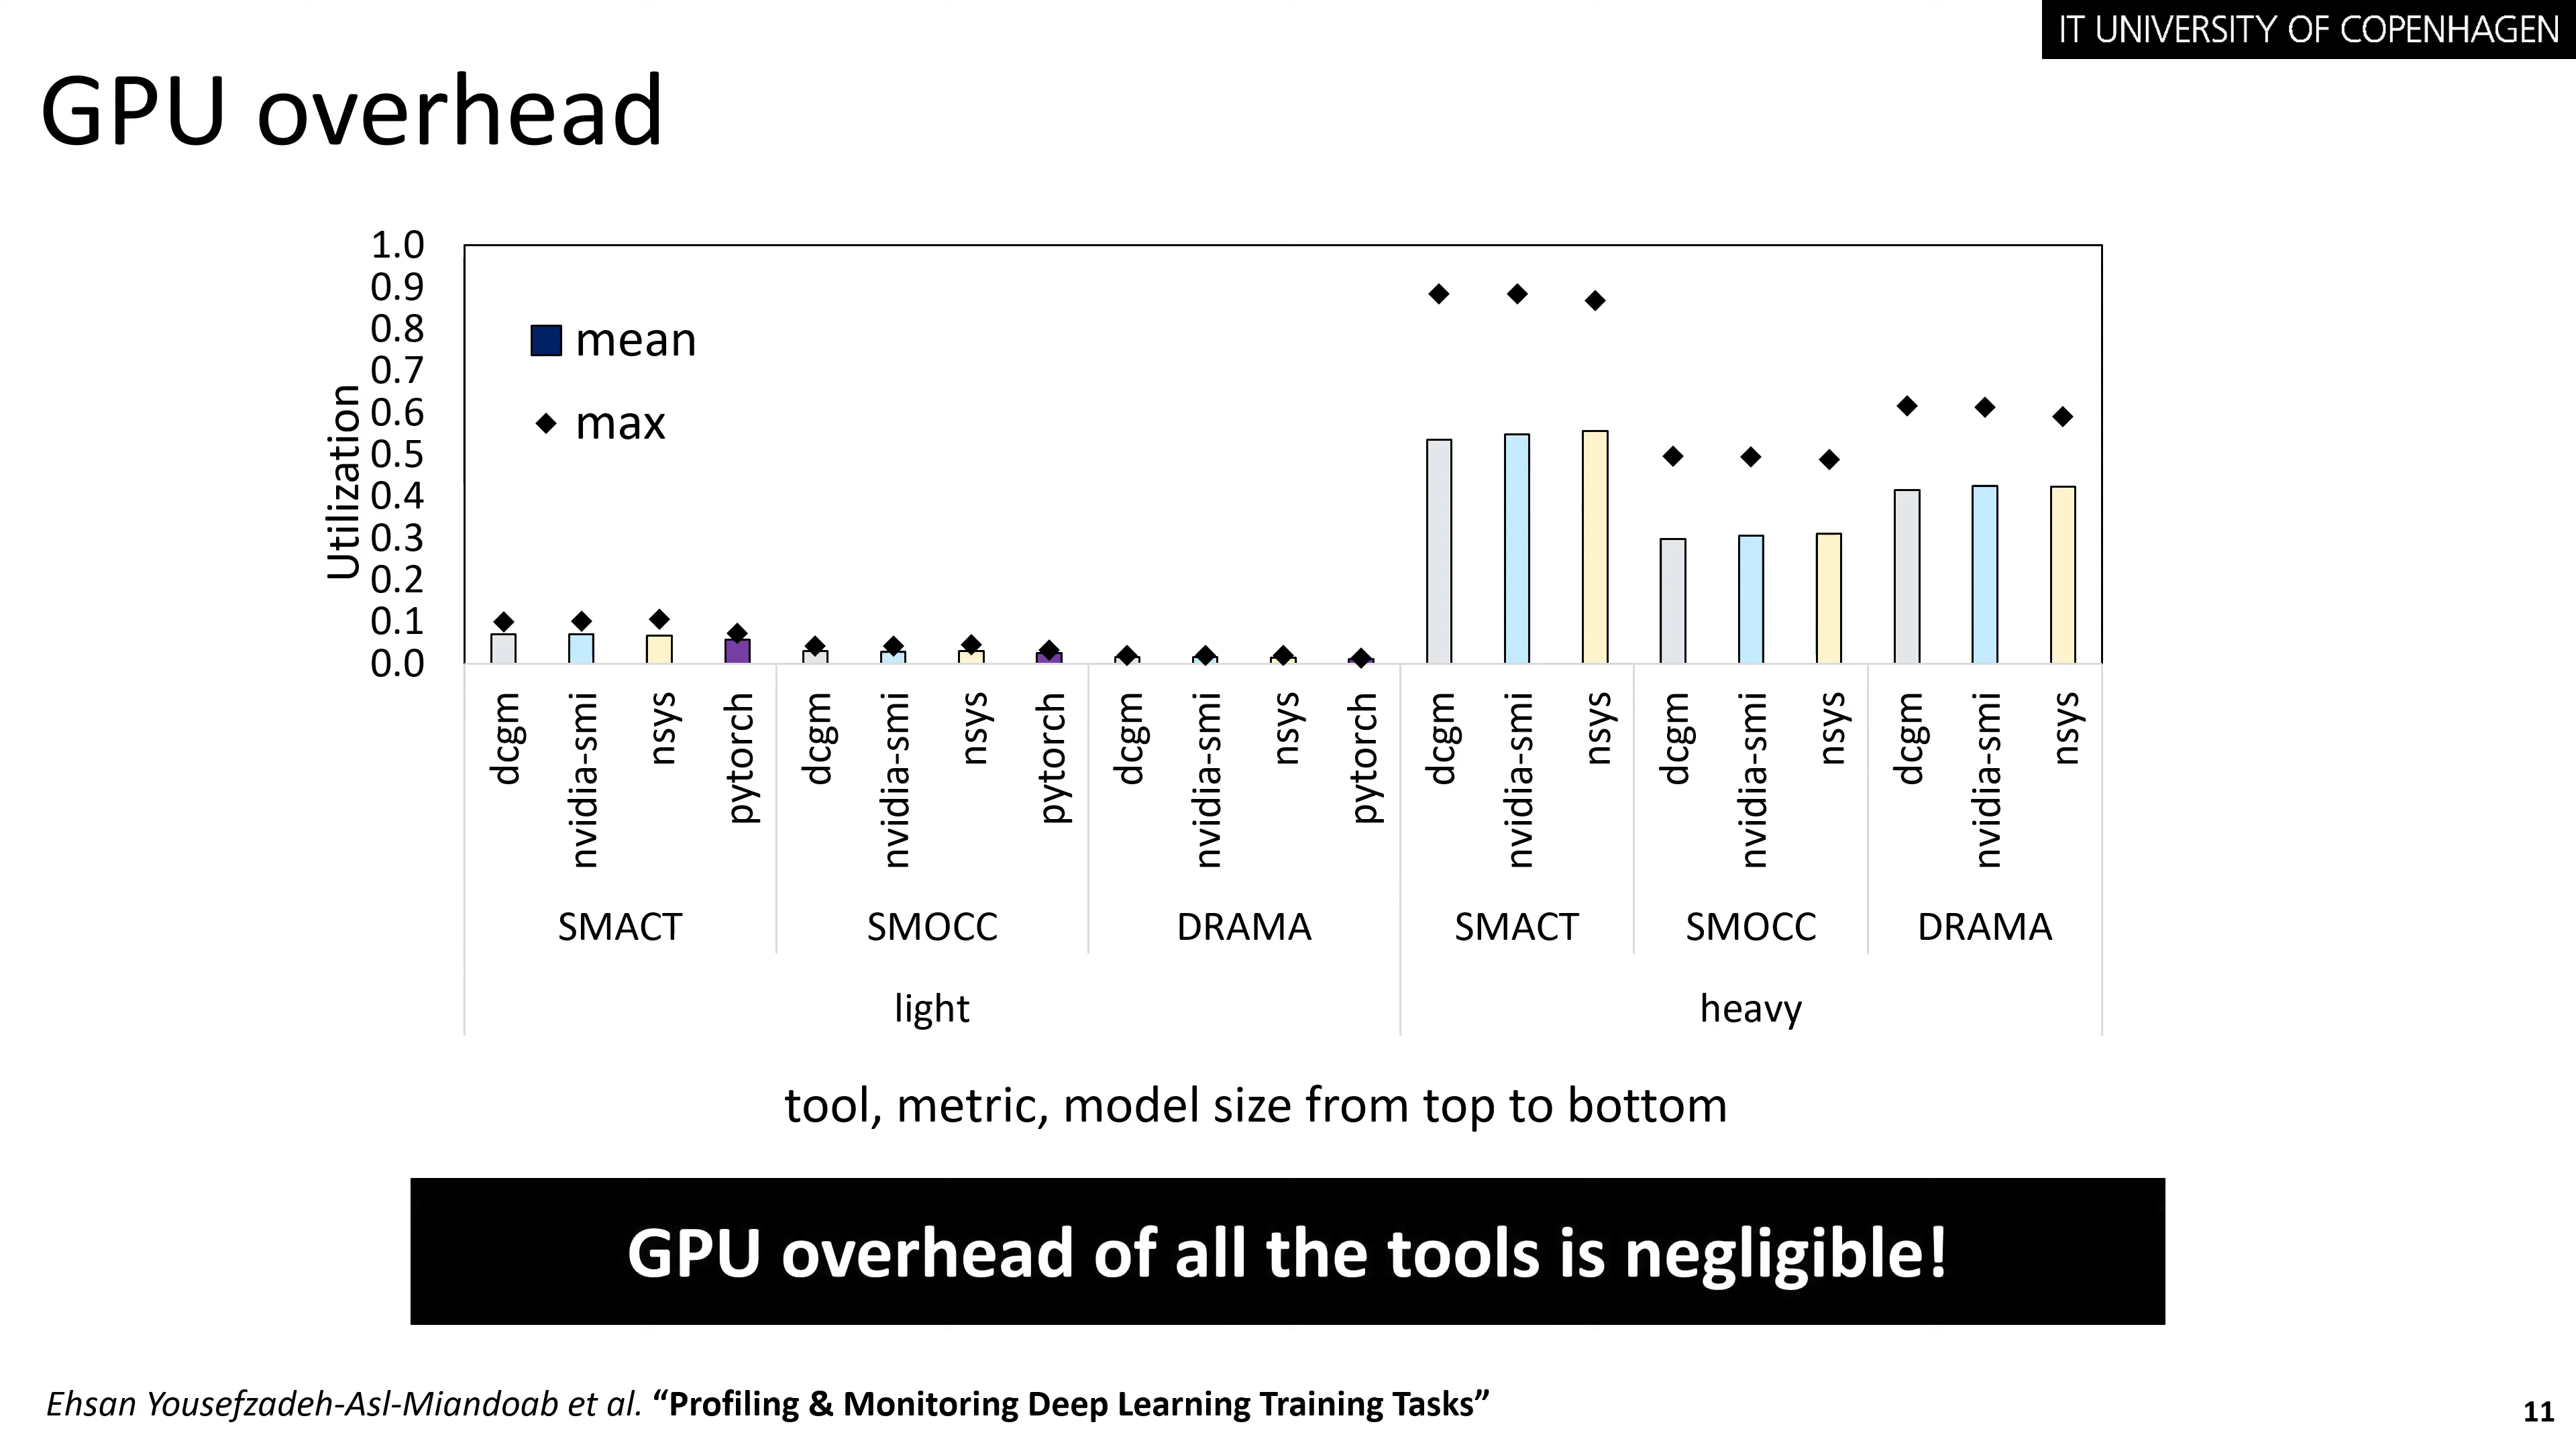 IT UNIVERSITY OF COPENHAGEN
GPU overhead
1.0
0.9
0.8
0.7
0.6
0.5
0.4
0.3
0.2
0.1
0.0
Utilization
mean
max
dcgm nvidia-smi nsys pytorch dcgm nvidia-smi nsys pytorch dcgm nvidia-smi nsys pytorch dcgm nvidia-smi nsys dcgm nvidia-smi nsys dcgm nvidia-smi nsys
SMACT SMOCC DRAMA SMACT SMOCC DRAMA
light heavy
tool, metric, model size from top to bottom
GPU overhead of all the tools is negligible!
Ehsan Yousefzadeh-Asl-Miandoab et al. “Profiling & Monitoring Deep Learning Training Tasks”
11